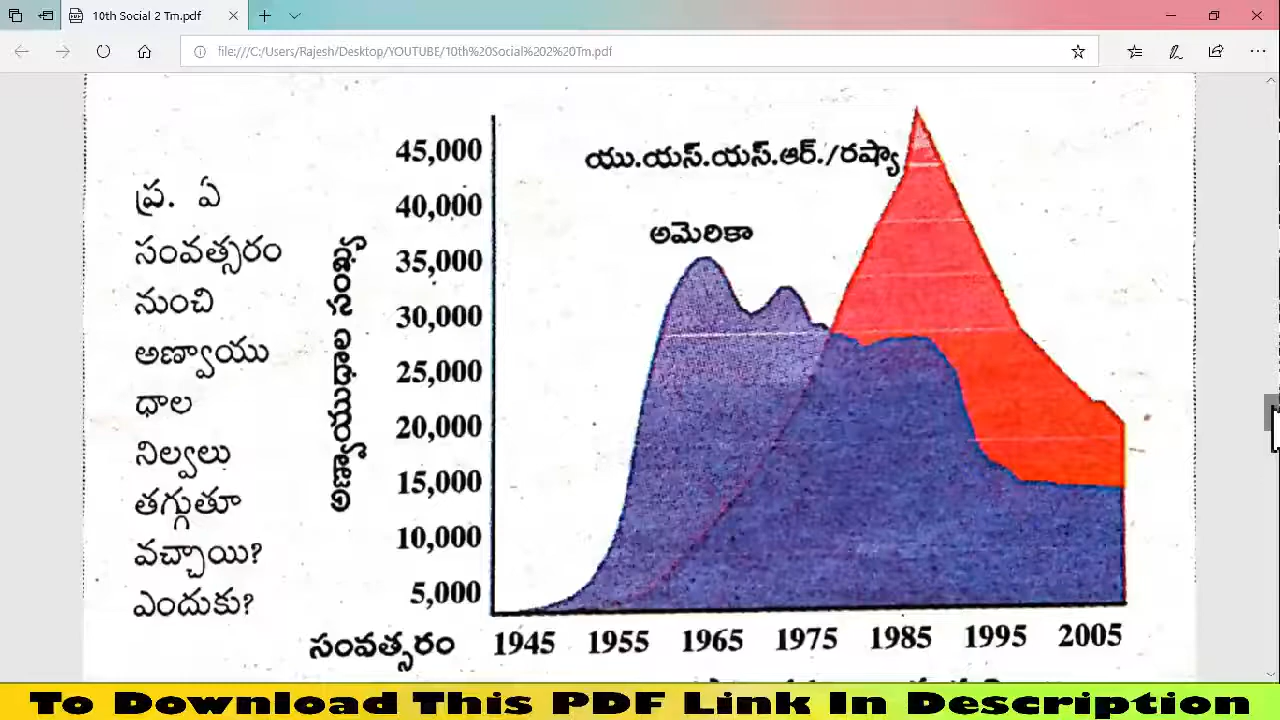 10th Social 2 Tm.pdf
file:///C:/Users/Rajesh/Desktop/YOUTUBE/10th%20Social%202%20Tm.pdf
ప్ర. ఏ
సంవత్సరం
నుంచి
అణ్వాయు
ధాల
నిల్వలు
తగ్గుతూ
వచ్చాయి?
ఎందుకు?
అణ్వాయుధాల సంఖ్య
45,000
40,000
35,000
30,000
25,000
20,000
15,000
10,000
5,000
యు.యస్.యస్.ఆర్./రష్యా
అమెరికా
సంవత్సరం 1945 1955 1965 1975 1985 1995 2005
To Download This PDF Link In Description